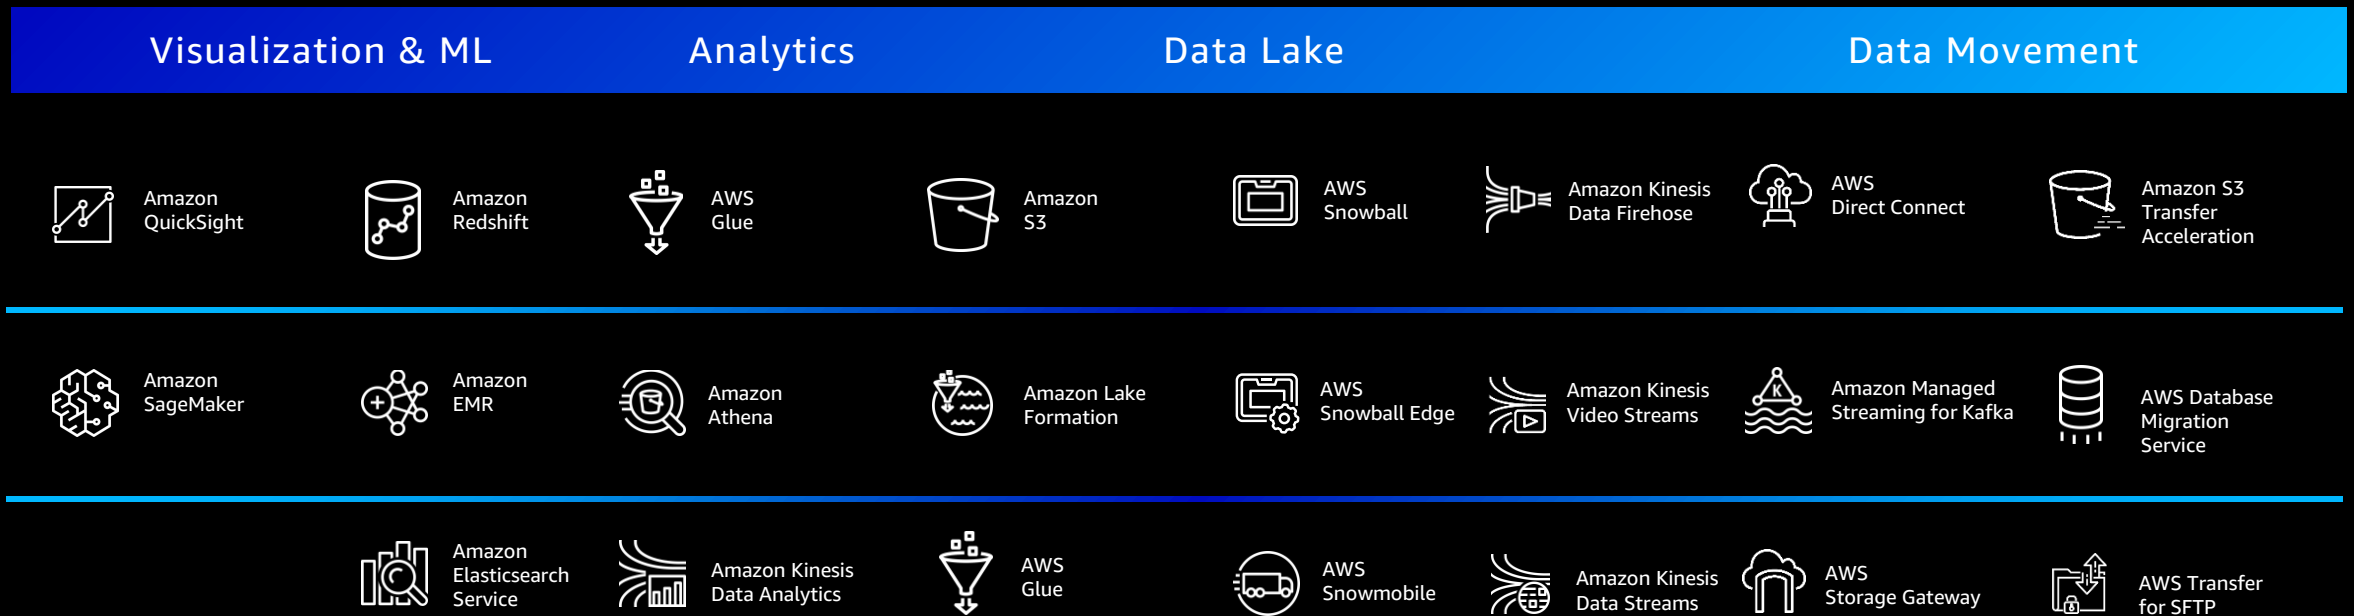 Visualization & ML
Analytics
Data Lake
Data Movement
Amazon
QuickSight
Amazon
Redshift
AWS
Glue
Amazon
S3
AWS
Snowball
Amazon Kinesis
Data Firehose
AWS
Direct Connect
Amazon S3
Transfer
Acceleration
Amazon
SageMaker
Amazon
EMR
Amazon
Athena
Amazon Lake
Formation
AWS
Snowball Edge
Amazon Kinesis
Video Streams
K
Amazon Managed
Streaming for Kafka
AWS Database
Migration
Service
Amazon
Elasticsearch
Service
Amazon Kinesis
Data Analytics
AWS
Glue
AWS
Snowmobile
Amazon Kinesis
Data Streams
AWS
Storage Gateway
AWS Transfer
for SFTP